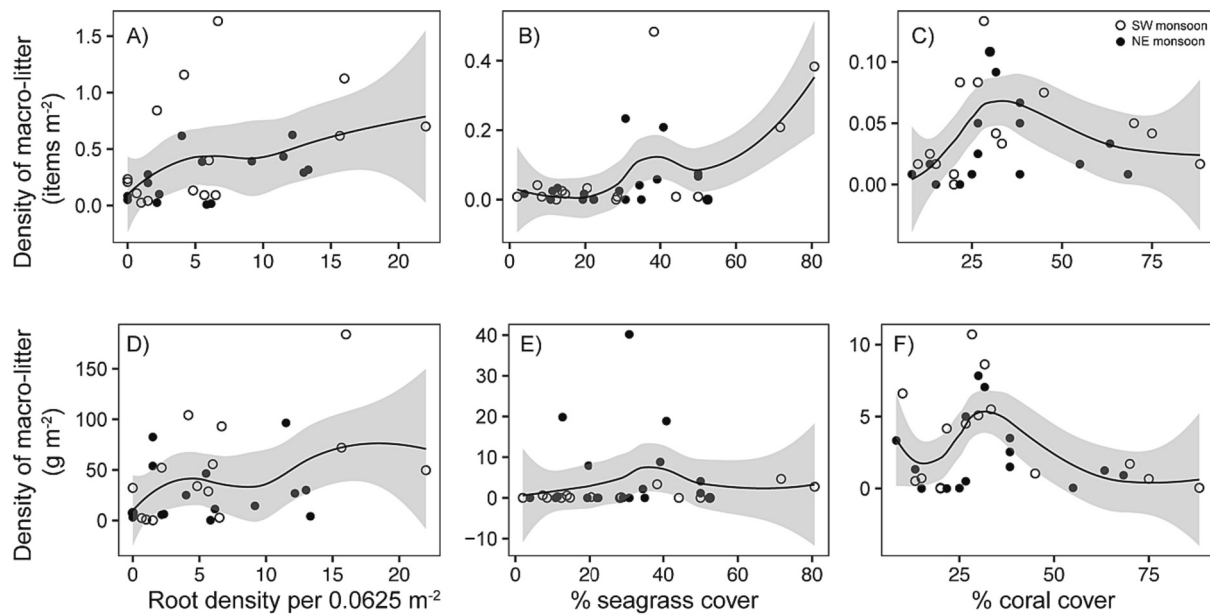 A)
B)
C)
SW monsoon
NE monsoon
Density of macro-litter
(items m⁻²)
1.5
1.0
0.5
0.0
0.4
0.2
0.0
0.10
0.05
0.00
0 5 10 15 20
0 20 40 60 80
25 50 75
D)
E)
F)
Density of macro-litter
(g m⁻²)
150
100
50
0
40
30
20
10
0
−10
10
5
0
0 5 10 15 20
0 20 40 60 80
25 50 75
Root density per 0.0625 m⁻²
% seagrass cover
% coral cover